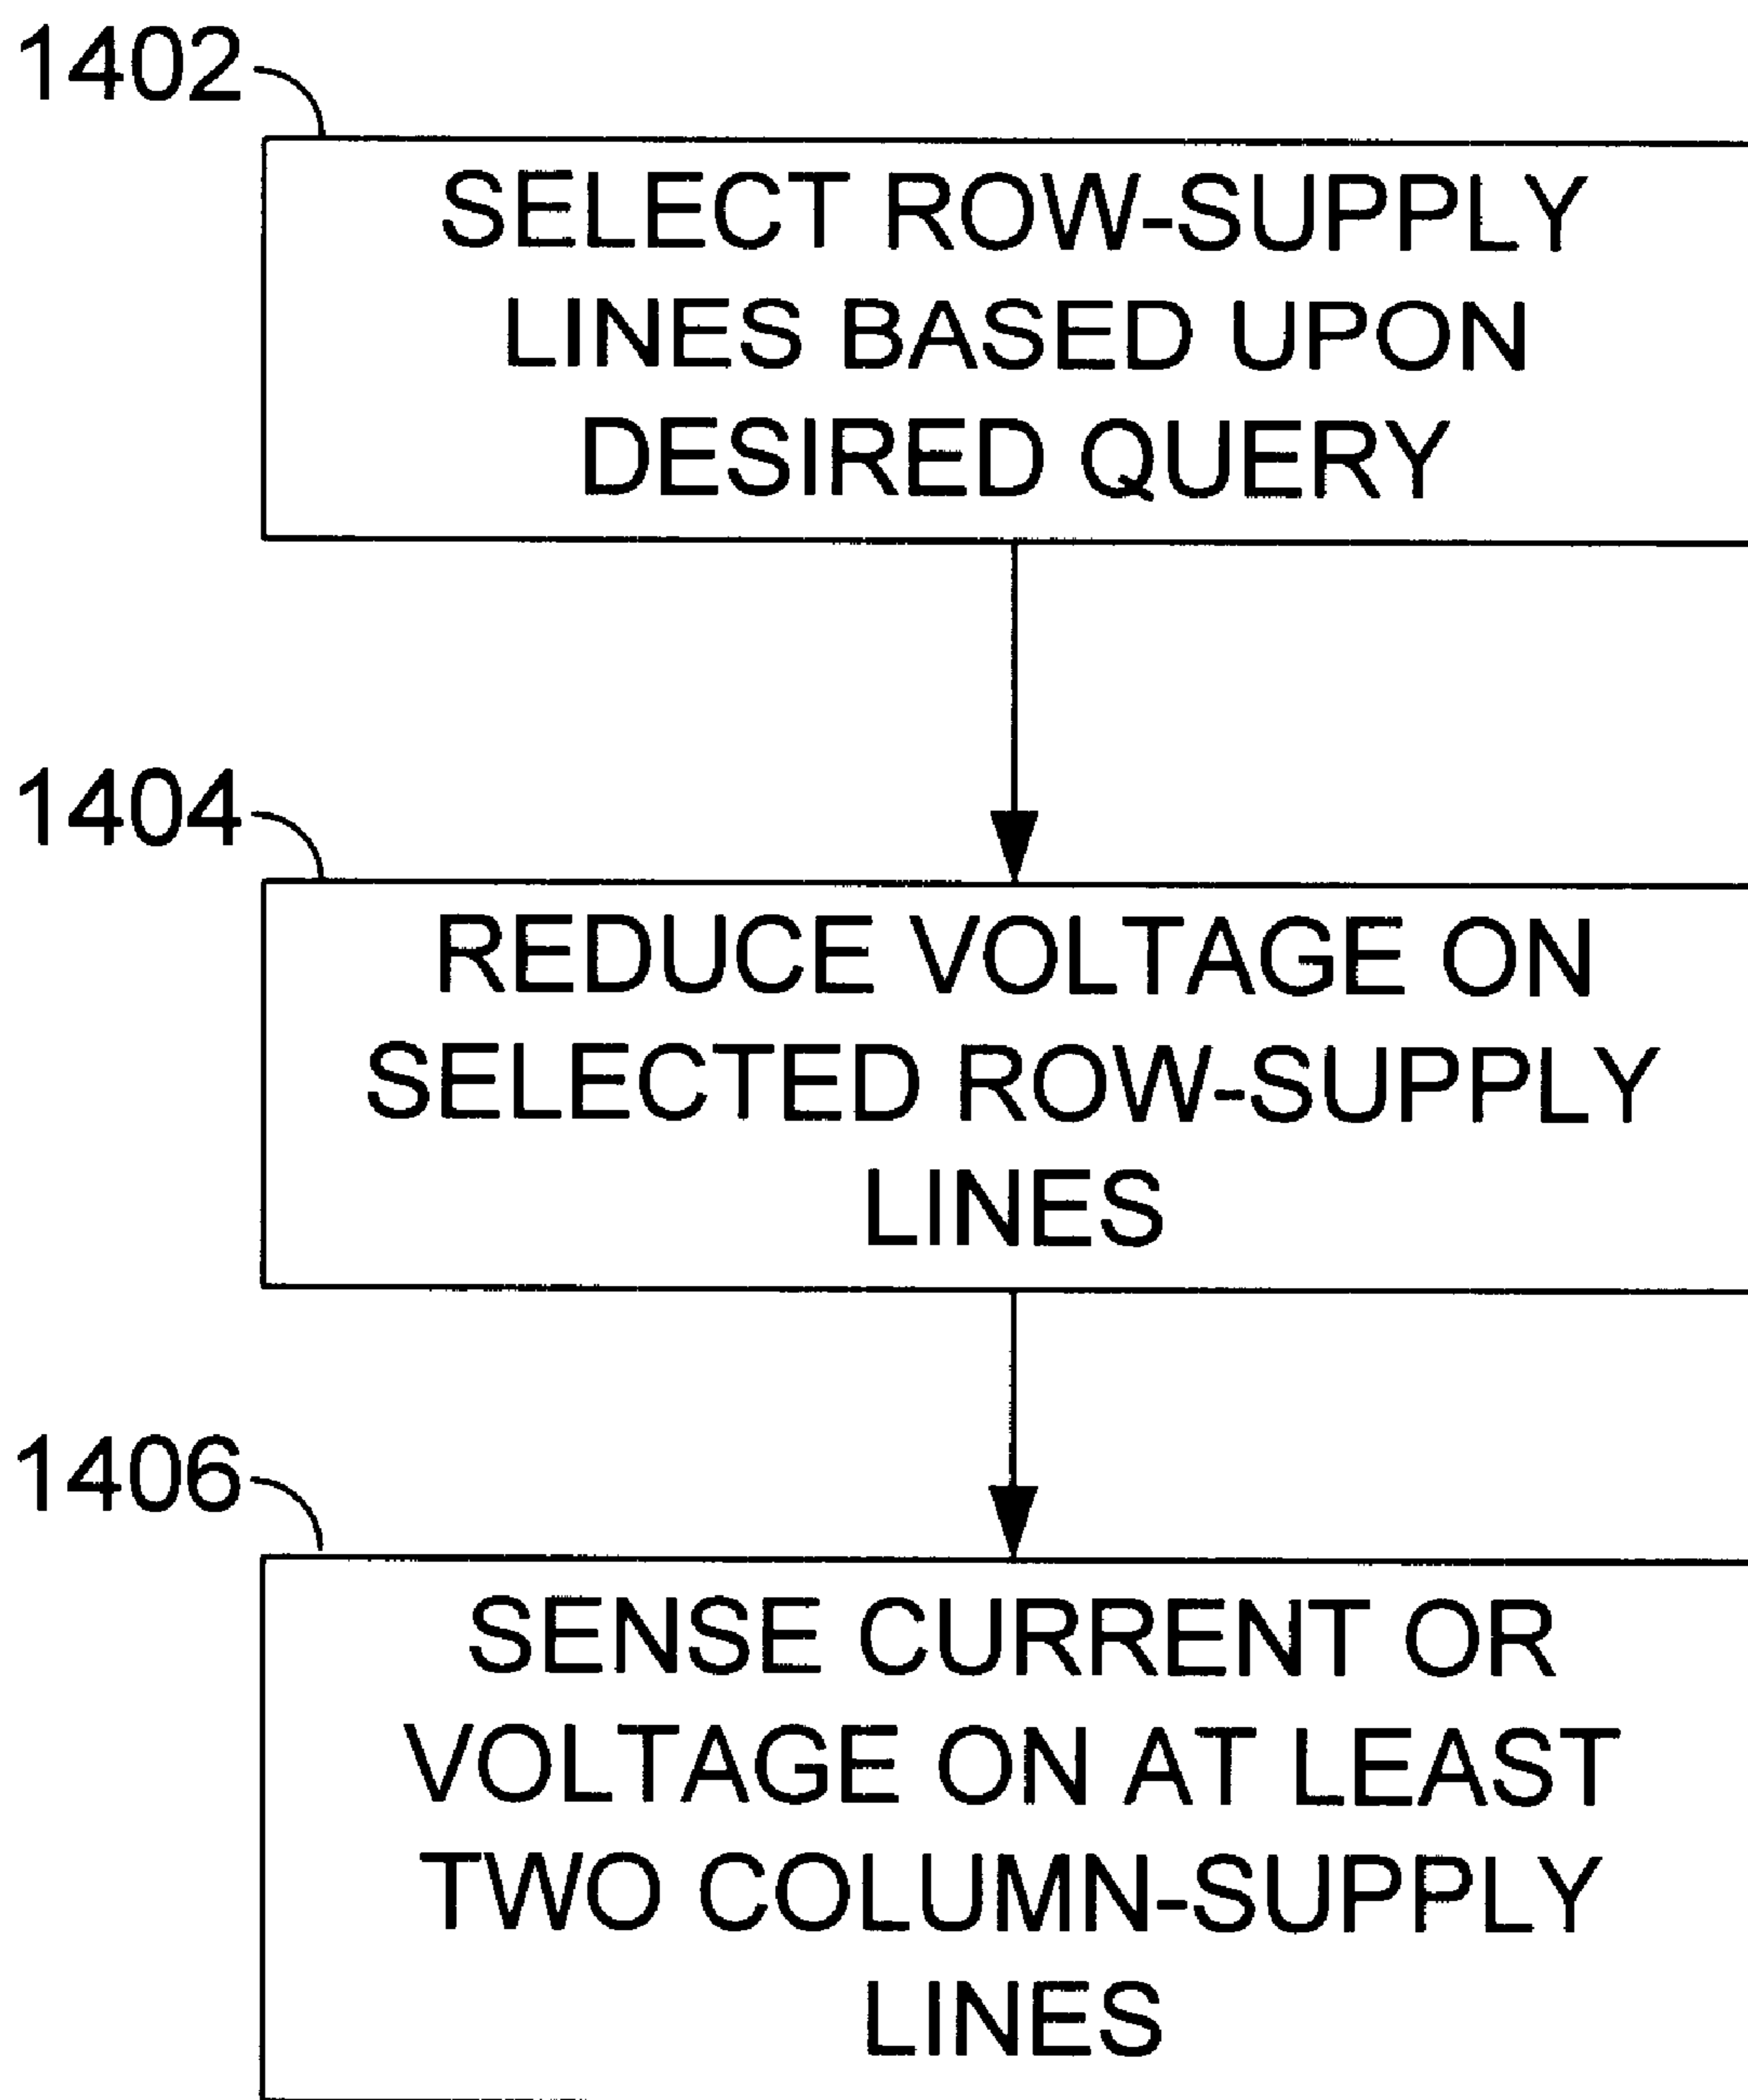 1402
SELECT ROW-SUPPLY
LINES BASED UPON
DESIRED QUERY
1404
REDUCE VOLTAGE ON
SELECTED ROW-SUPPLY
LINES
1406
SENSE CURRENT OR
VOLTAGE ON AT LEAST
TWO COLUMN-SUPPLY
LINES